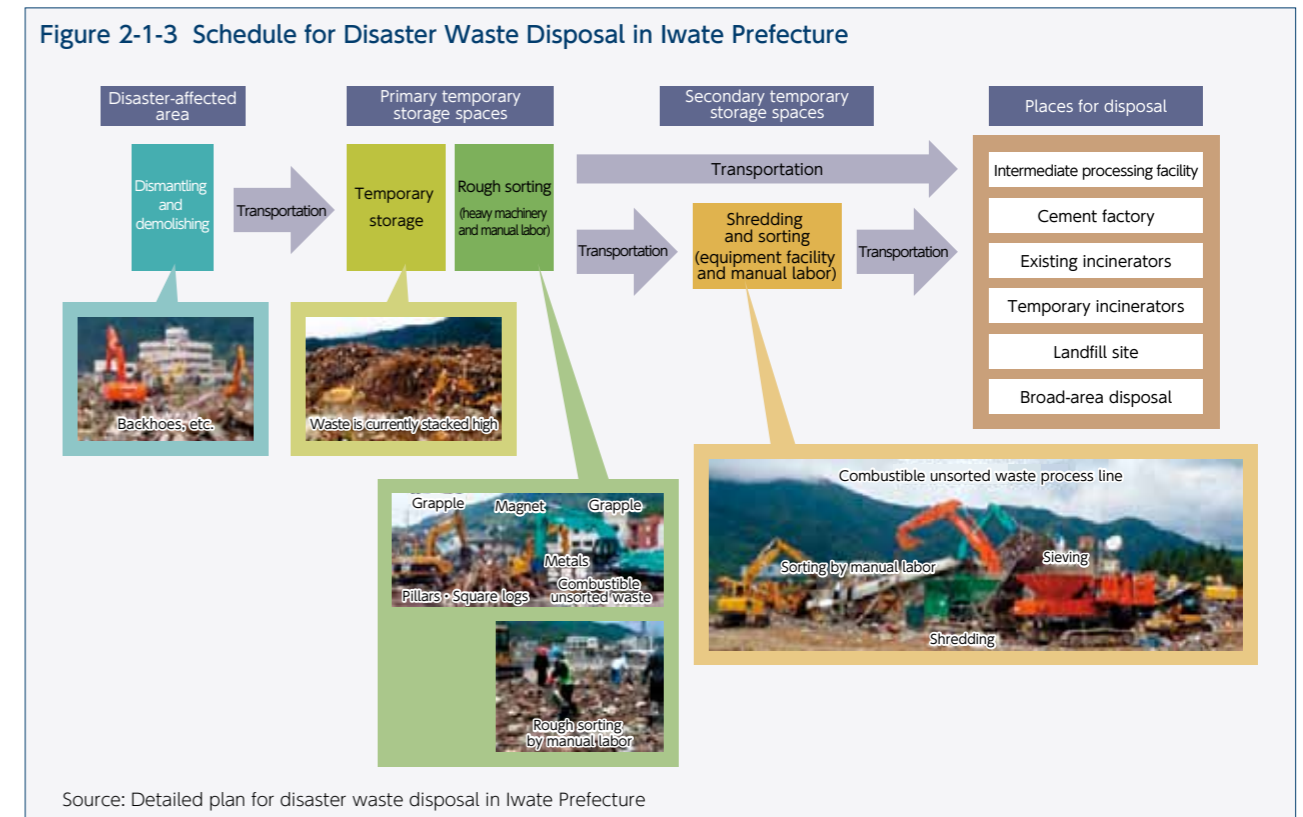 Figure 2-1-3 Schedule for Disaster Waste Disposal in Iwate Prefecture
Disaster-affected
area
Primary temporary
storage spaces
Secondary temporary
storage spaces
Places for disposal
Dismantling
and
demolishing
Transportation
Temporary
storage
Rough sorting
(heavy machinery
and manual labor)
Transportation
Transportation
Shredding
and sorting
(equipment facility
and manual labor)
Transportation
Intermediate processing facility
Cement factory
Existing incinerators
Temporary incinerators
Landfill site
Broad-area disposal
Backhoes, etc.
Waste is currently stacked high
Grapple
Magnet
Grapple
Metals
Pillars・Square logs
Combustible
unsorted waste
Rough sorting
by manual labor
Combustible unsorted waste process line
Sorting by manual labor
Sieving
Shredding
Source: Detailed plan for disaster waste disposal in Iwate Prefecture